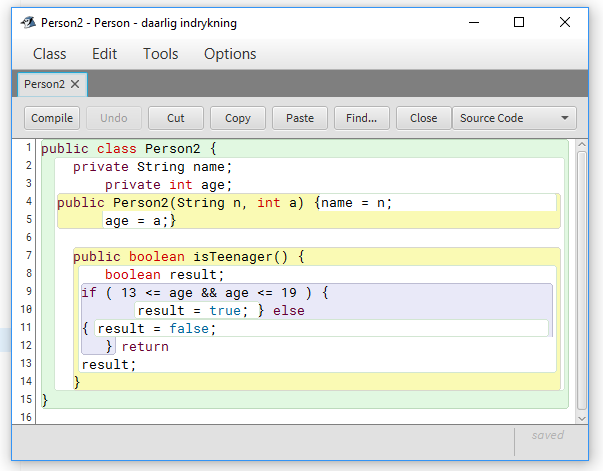 Person2 - Person - daarlig indrykning
Class Edit Tools Options
Person2
Compile Undo Cut Copy Paste Find... Close Source Code
1 public class Person2 {
2 private String name;
3 private int age;
4 public Person2(String n, int a) {name = n;
5 age = a;}
6
7 public boolean isTeenager() {
8 boolean result;
9 if ( 13 <= age && age <= 19 ) {
10 result = true; } else
11 { result = false;
12 } return
13 result;
14 }
15 }
16
saved